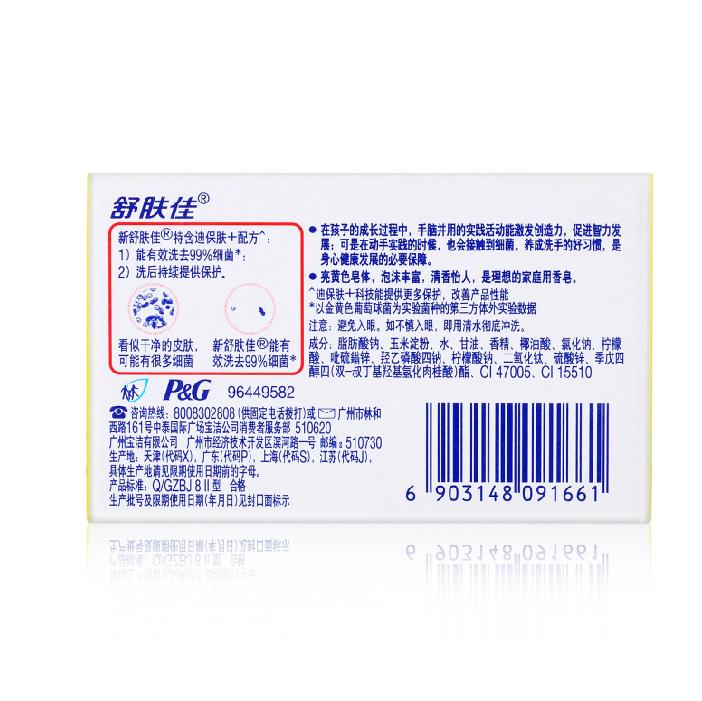 舒肤佳®
新舒肤佳®特含迪保肤+配方^:
1) 能有效洗去99%细菌*;
2) 洗后持续提供保护。
看似干净的皮肤,
可能有很多细菌
新舒肤佳®能有
效洗去99%细菌*
● 在孩子的成长过程中, 手脑并用的实践活动能激发创造力, 促进智力发
展; 可是在动手实践的时候, 也会接触到细菌, 养成洗手的好习惯, 是
身心健康发展的必要保障。
● 亮黄色皂体, 泡沫丰富, 清香怡人, 是理想的家庭用香皂。
^迪保肤+科技能提供更多保护, 改善产品性能
*以金黄色葡萄球菌为实验菌种的第三方体外实验数据
注意: 避免入眼。如不慎入眼, 即用清水彻底冲洗。
成分: 脂肪酸钠、玉米淀粉、水、甘油、香精、椰油酸、氯化钠、柠檬
酸、吡硫鎓锌、羟乙磷酸四钠、柠檬酸钠、二氧化钛、硫酸锌、季戊四
醇四(双-叔丁基羟基氢化肉桂酸)酯、CI 47005、CI 15510
P&G 96449582
☎ 咨询热线: 8008302808 (供固定电话拨打)或✉广州市林和
西路161号中泰国际广场宝洁公司消费者服务部 510620
广州宝洁有限公司 广州市经济技术开发区滨河路一号 邮编: 510730
生产地: 天津(代码X), 广东(代码P), 上海(代码S), 江苏(代码J),
具体生产地请见限期使用日期前的字母。
产品标准: Q/GZBJ 8 II 型 合格
生产批号及限期使用日期(年月日)见封口面标示
6 903148 091661